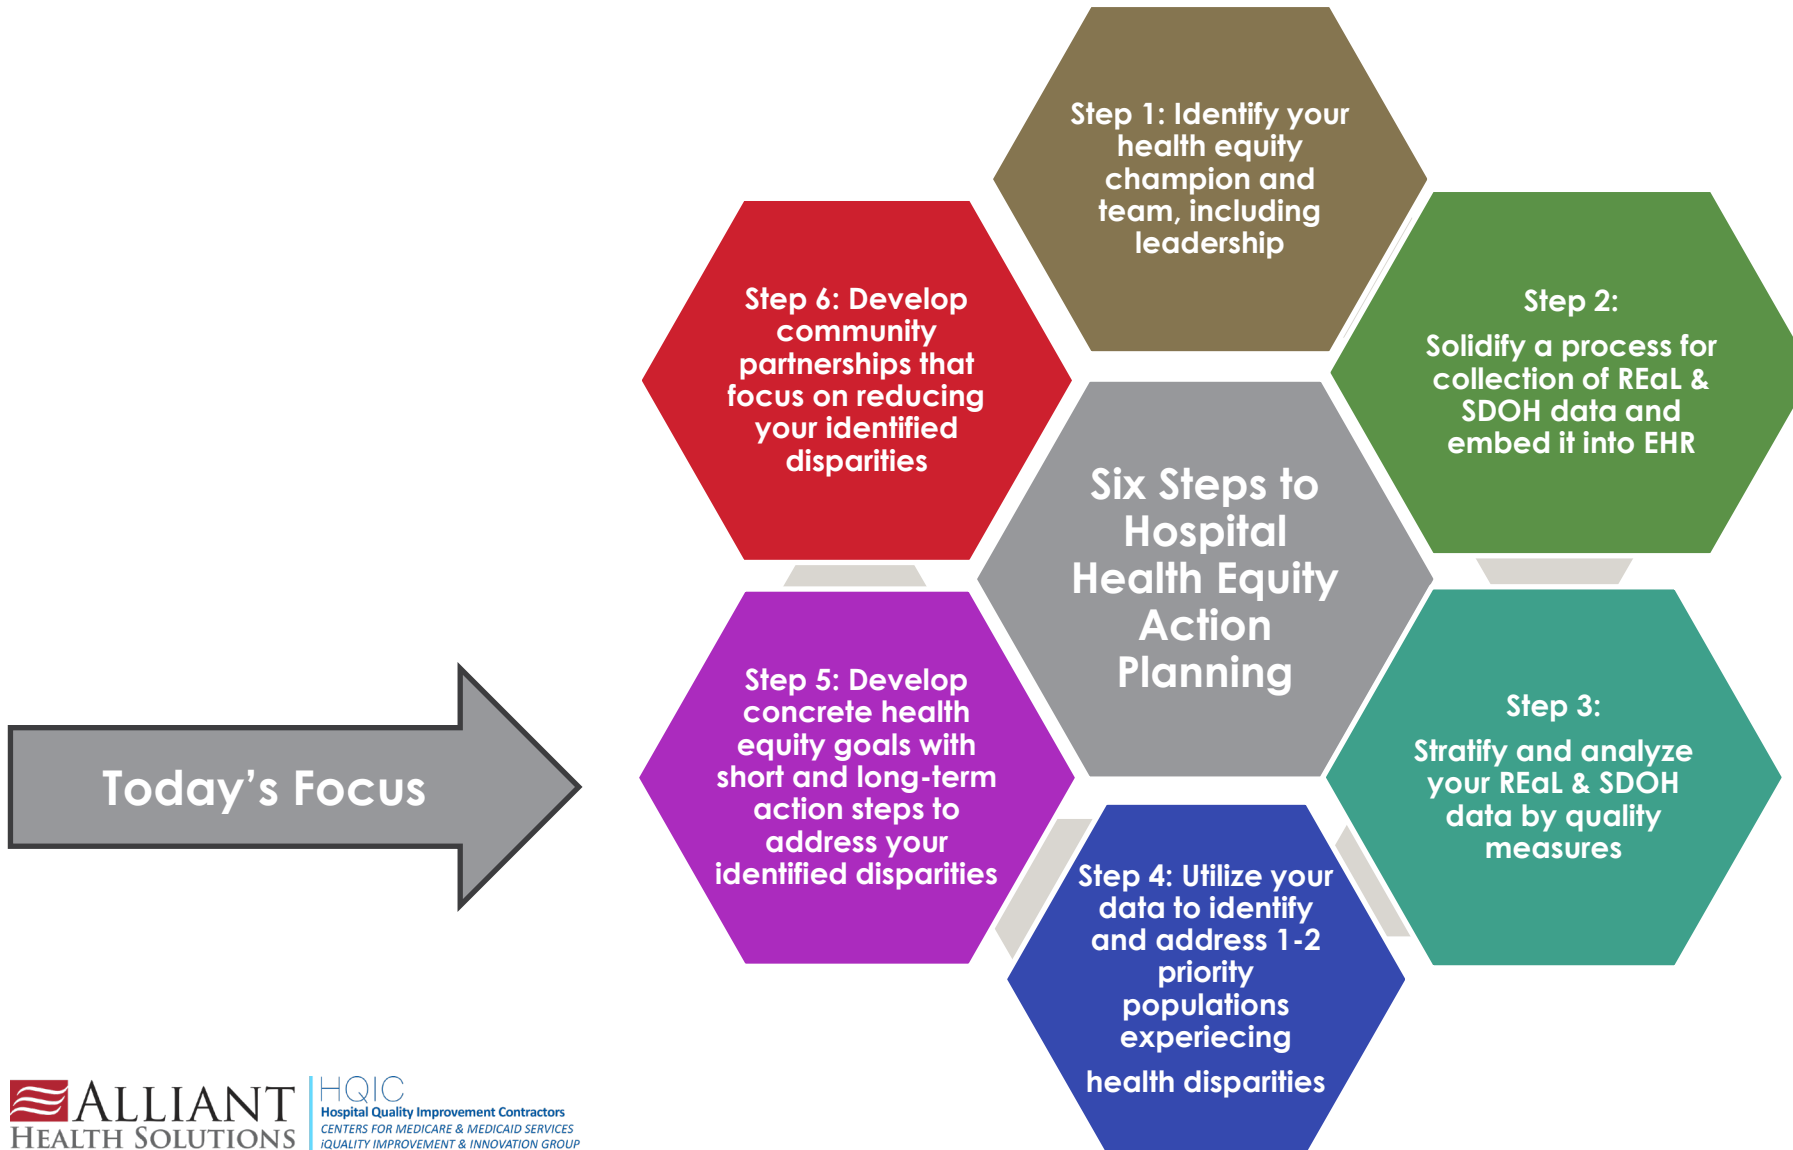 Step 1: Identify your
health equity
champion and
team, including
leadership
Step 2:
Solidify a process for
collection of REaL &
SDOH data and
embed it into EHR
Step 3:
Stratify and analyze
your REaL & SDOH
data by quality
measures
Step 4: Utilize your
data to identify
and address 1-2
priority
populations
experiecing
health disparities
Step 5: Develop
concrete health
equity goals with
short and long-term
action steps to
address your
identified disparities
Step 6: Develop
community
partnerships that
focus on reducing
your identified
disparities
Six Steps to
Hospital
Health Equity
Action
Planning
Today's Focus
ALLIANT
HEALTH SOLUTIONS
HQIC
Hospital Quality Improvement Contractors
CENTERS FOR MEDICARE & MEDICAID SERVICES
iQUALITY IMPROVEMENT & INNOVATION GROUP